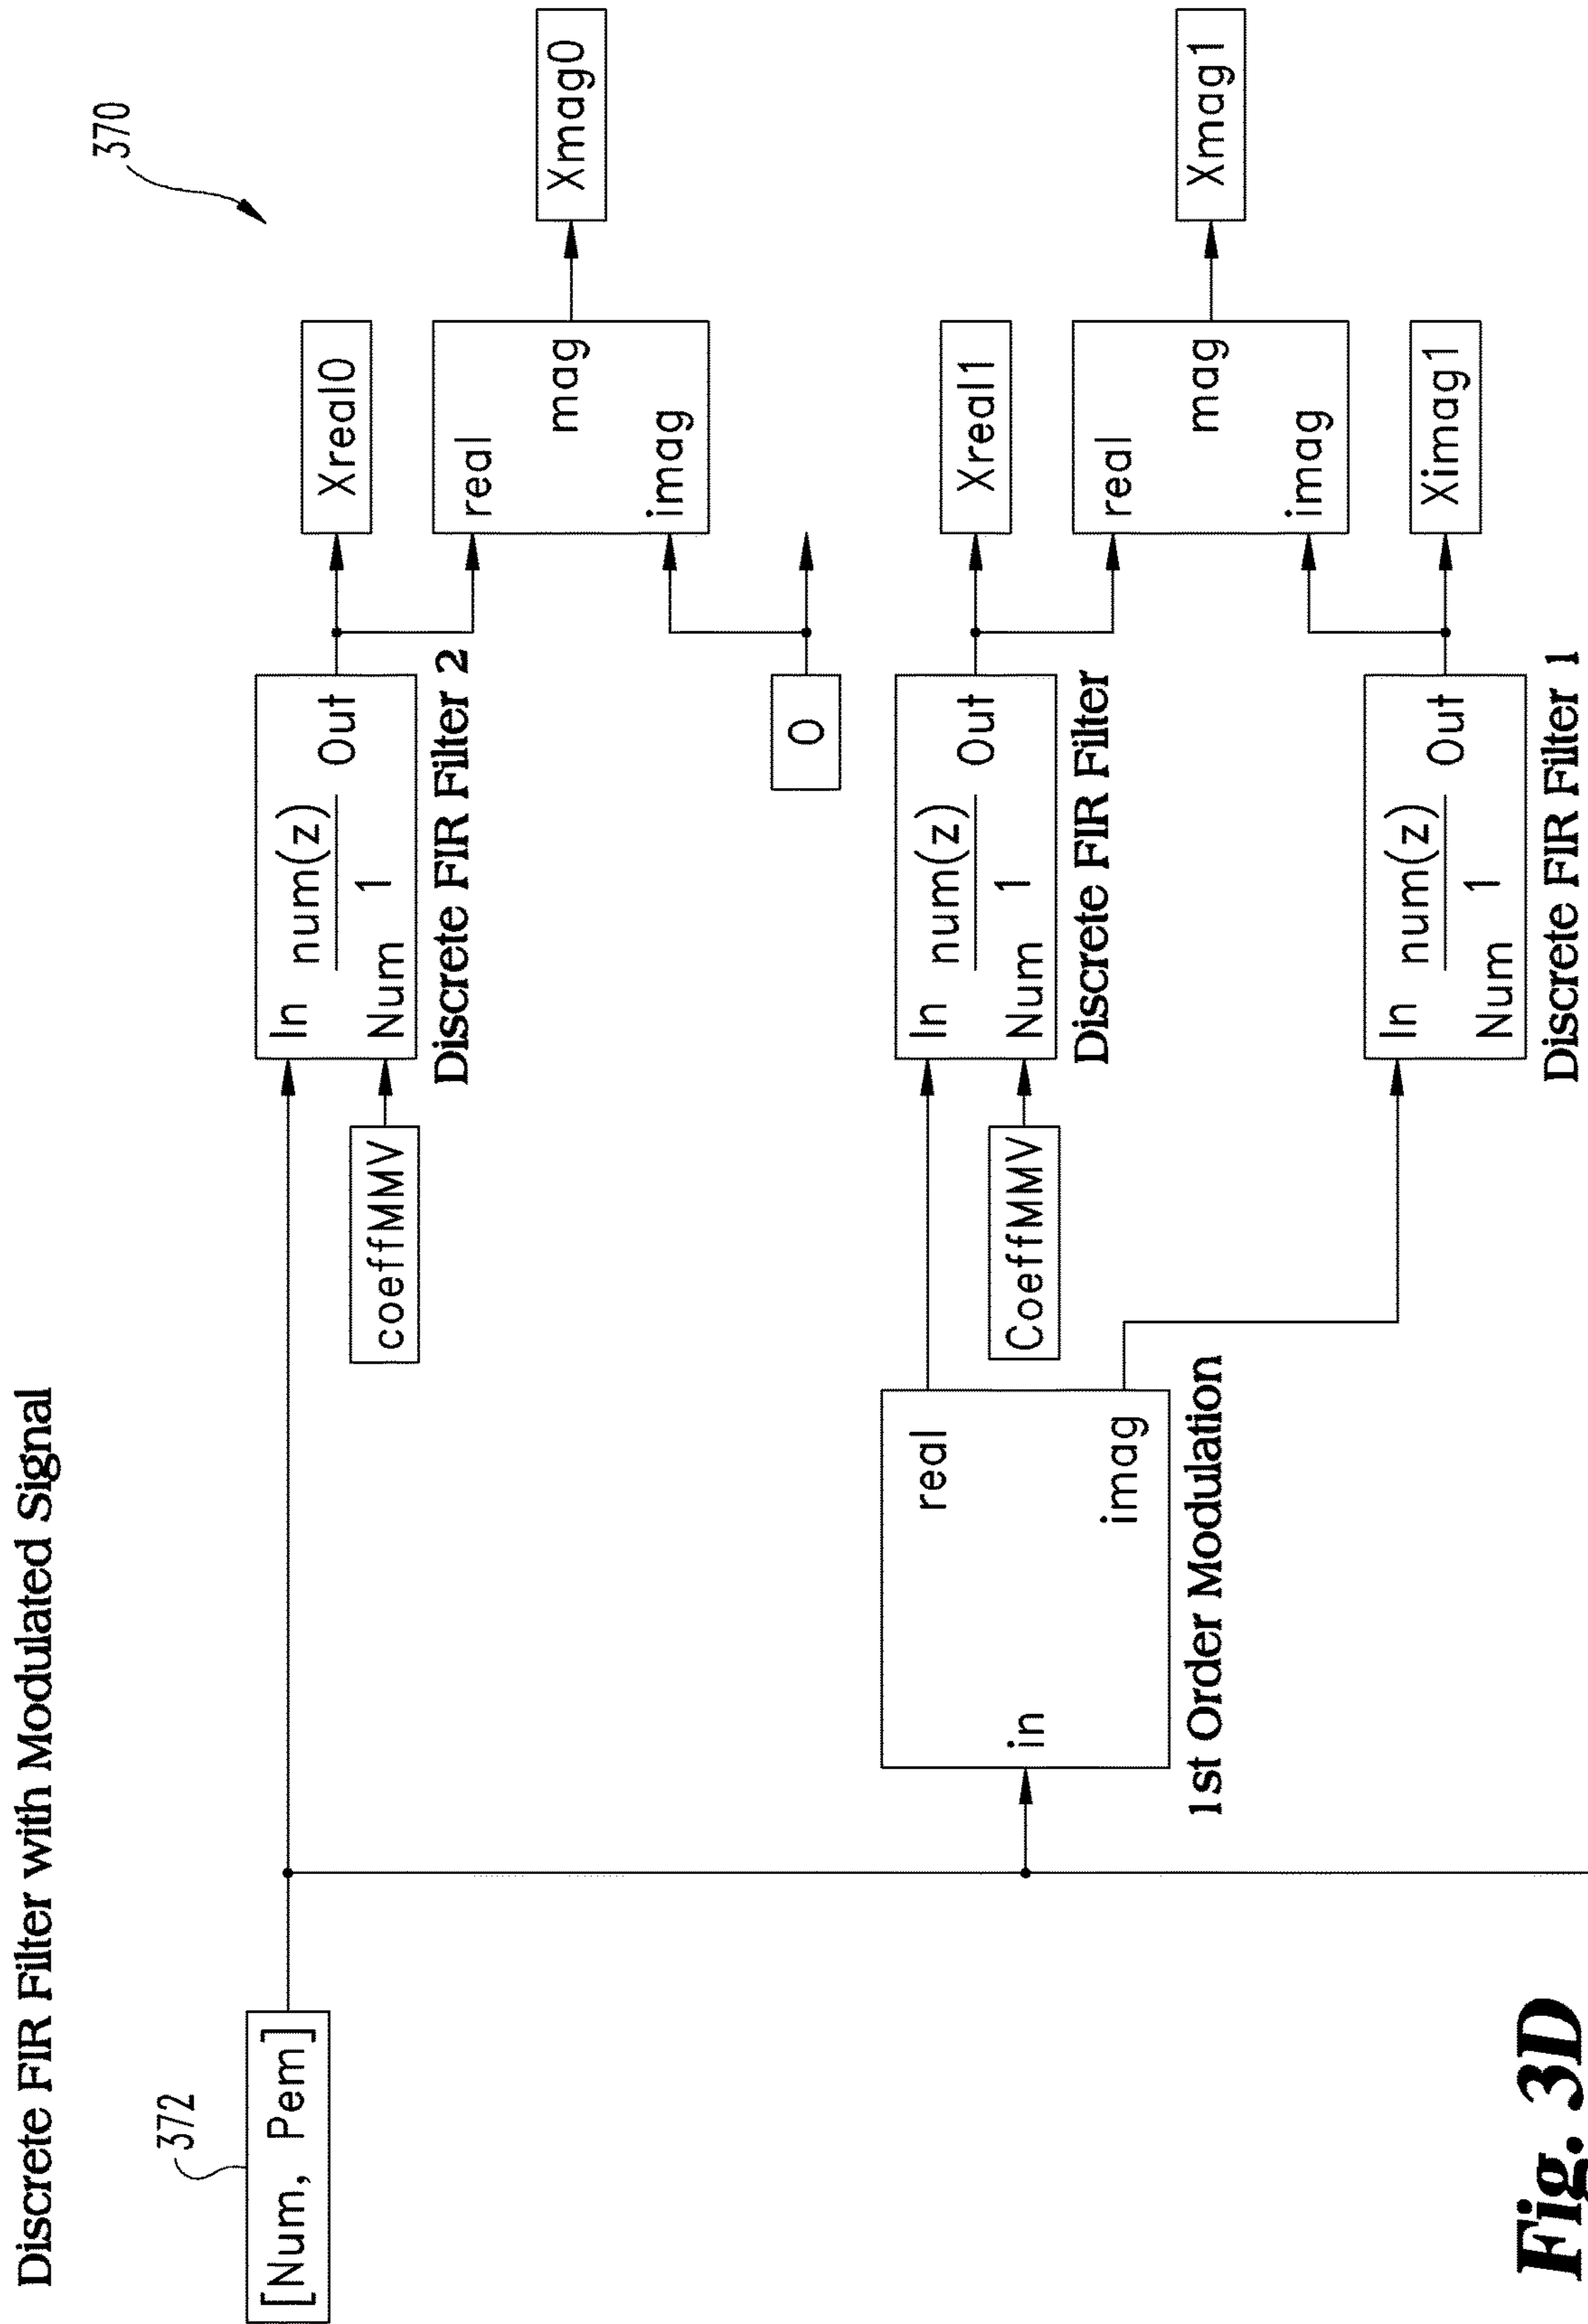 Discrete FIR Filter with Modulated Signal
370
372
[Num, Pem]
coeffMMV
In num(z) Out
Num 1
Discrete FIR Filter 2
Xreal0
real
mag
imag
Xmag0
0
in
real
imag
1st Order Modulation
CoeffMMV
In num(z) Out
Num 1
Discrete FIR Filter
Xreal1
real
mag
imag
Xmag1
In num(z) Out
Num 1
Discrete FIR Filter 1
Ximag1
Fig. 3D